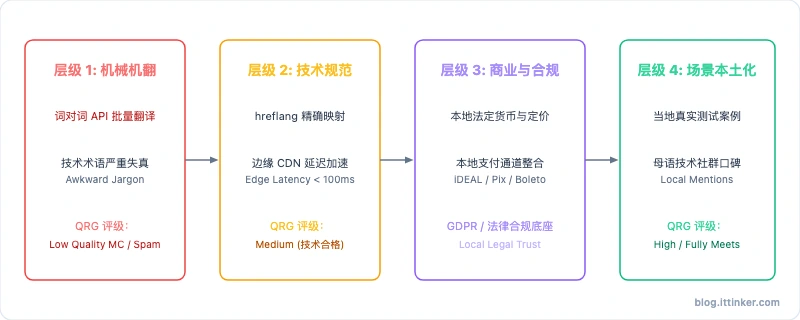 层级 1: 机械机翻
词对词 API 批量翻译
技术术语严重失真
Awkward Jargon
QRG 评级：
Low Quality MC / Spam
层级 2: 技术规范
hreflang 精确映射
边缘 CDN 延迟加速
Edge Latency < 100ms
QRG 评级：
Medium (技术合格)
层级 3: 商业与合规
本地法定货币与定价
本地支付通道整合
iDEAL / Pix / Boleto
GDPR / 法律合规底座
Local Legal Trust
层级 4: 场景本土化
当地真实测试案例
母语技术社群口碑
Local Mentions
QRG 评级：
High / Fully Meets
blog.ittinker.com